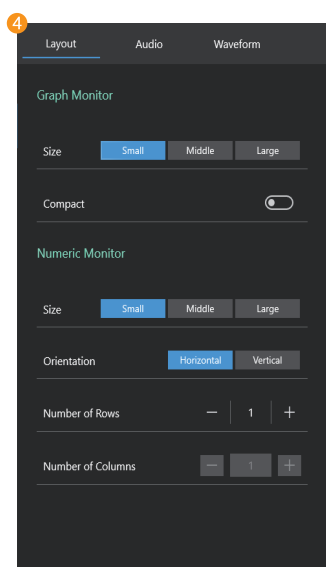 4
Layout Audio Waveform
Graph Monitor
Size Small Middle Large
Compact
Numeric Monitor
Size Small Middle Large
Orientation Horizontal Vertical
Number of Rows − 1 +
Number of Columns − 1 +